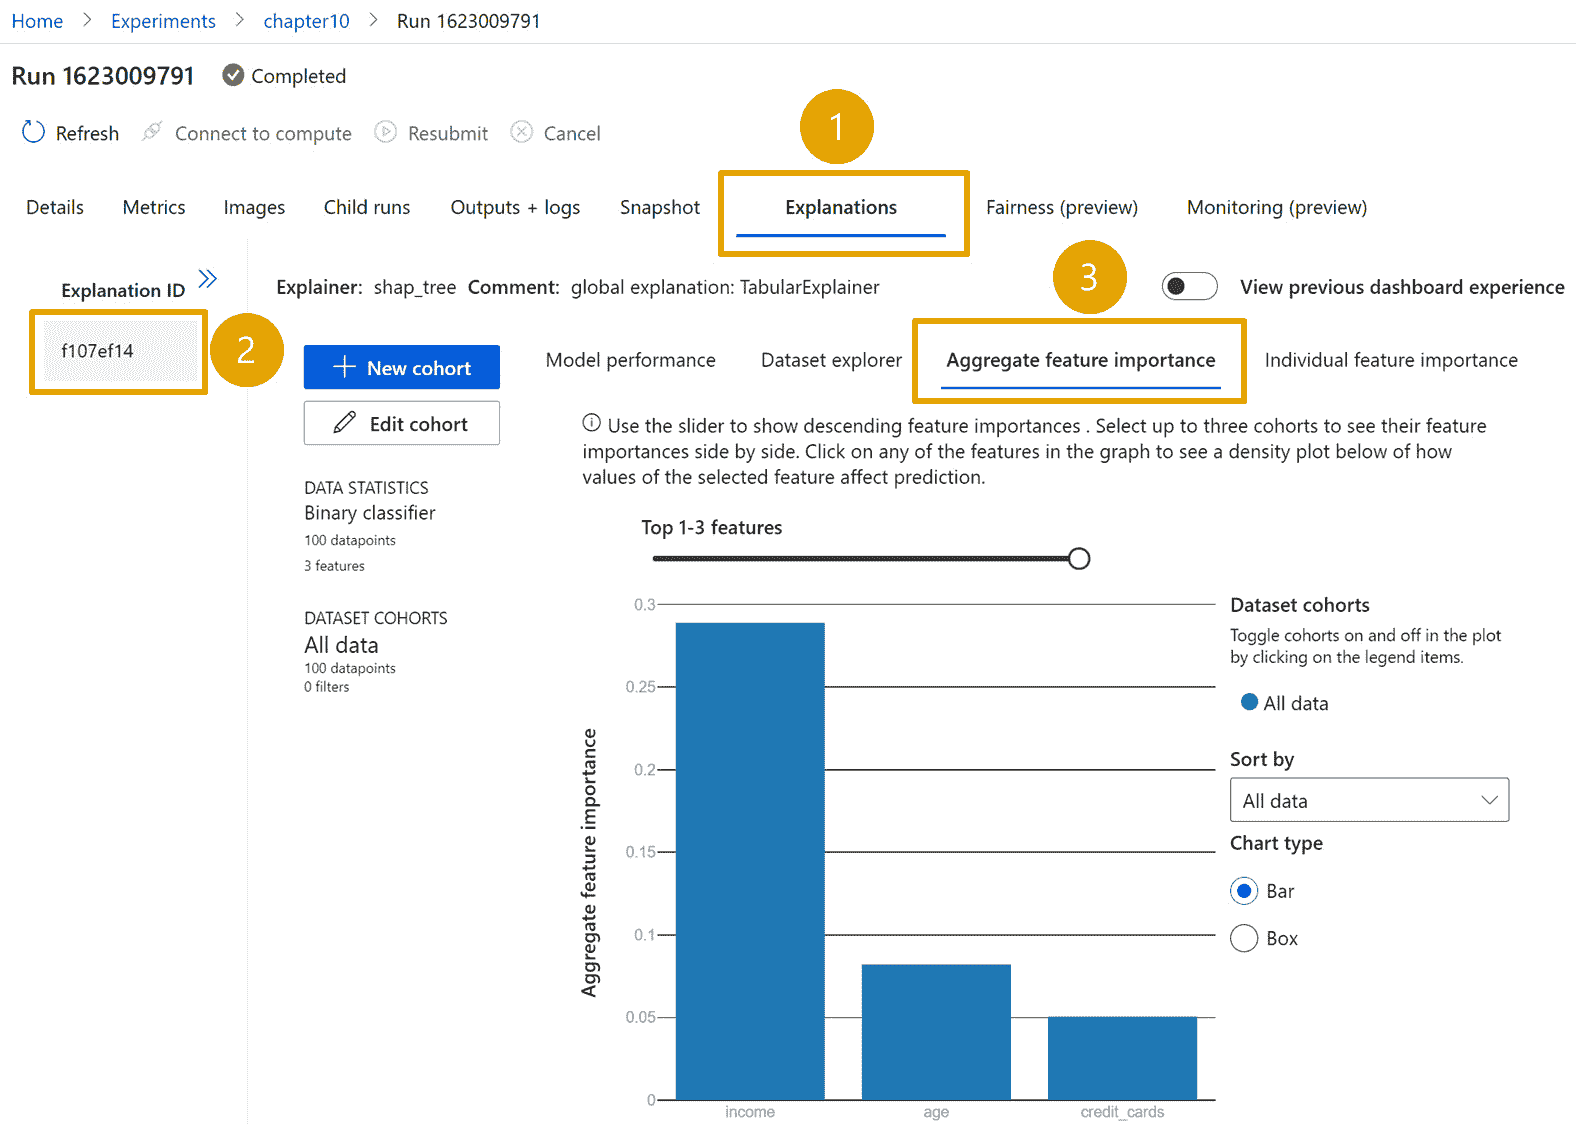 Home > Experiments > chapter10 > Run 1623009791
Run 1623009791 Completed
Refresh Connect to compute Resubmit Cancel
1
Details Metrics Images Child runs Outputs + logs Snapshot Explanations Fairness (preview) Monitoring (preview)
Explanation ID
f107ef14
2
Explainer: shap_tree Comment: global explanation: TabularExplainer
3
View previous dashboard experience
New cohort
Edit cohort
Model performance Dataset explorer Aggregate feature importance Individual feature importance
DATA STATISTICS
Binary classifier
100 datapoints
3 features
DATASET COHORTS
All data
100 datapoints
0 filters
Use the slider to show descending feature importances . Select up to three cohorts to see their feature
importances side by side. Click on any of the features in the graph to see a density plot below of how
values of the selected feature affect prediction.
Top 1-3 features
Aggregate feature importance
0.3
0.25
0.2
0.15
0.1
0.05
0
income age credit_cards
Dataset cohorts
Toggle cohorts on and off in the plot
by clicking on the legend items.
All data
Sort by
All data
Chart type
Bar
Box